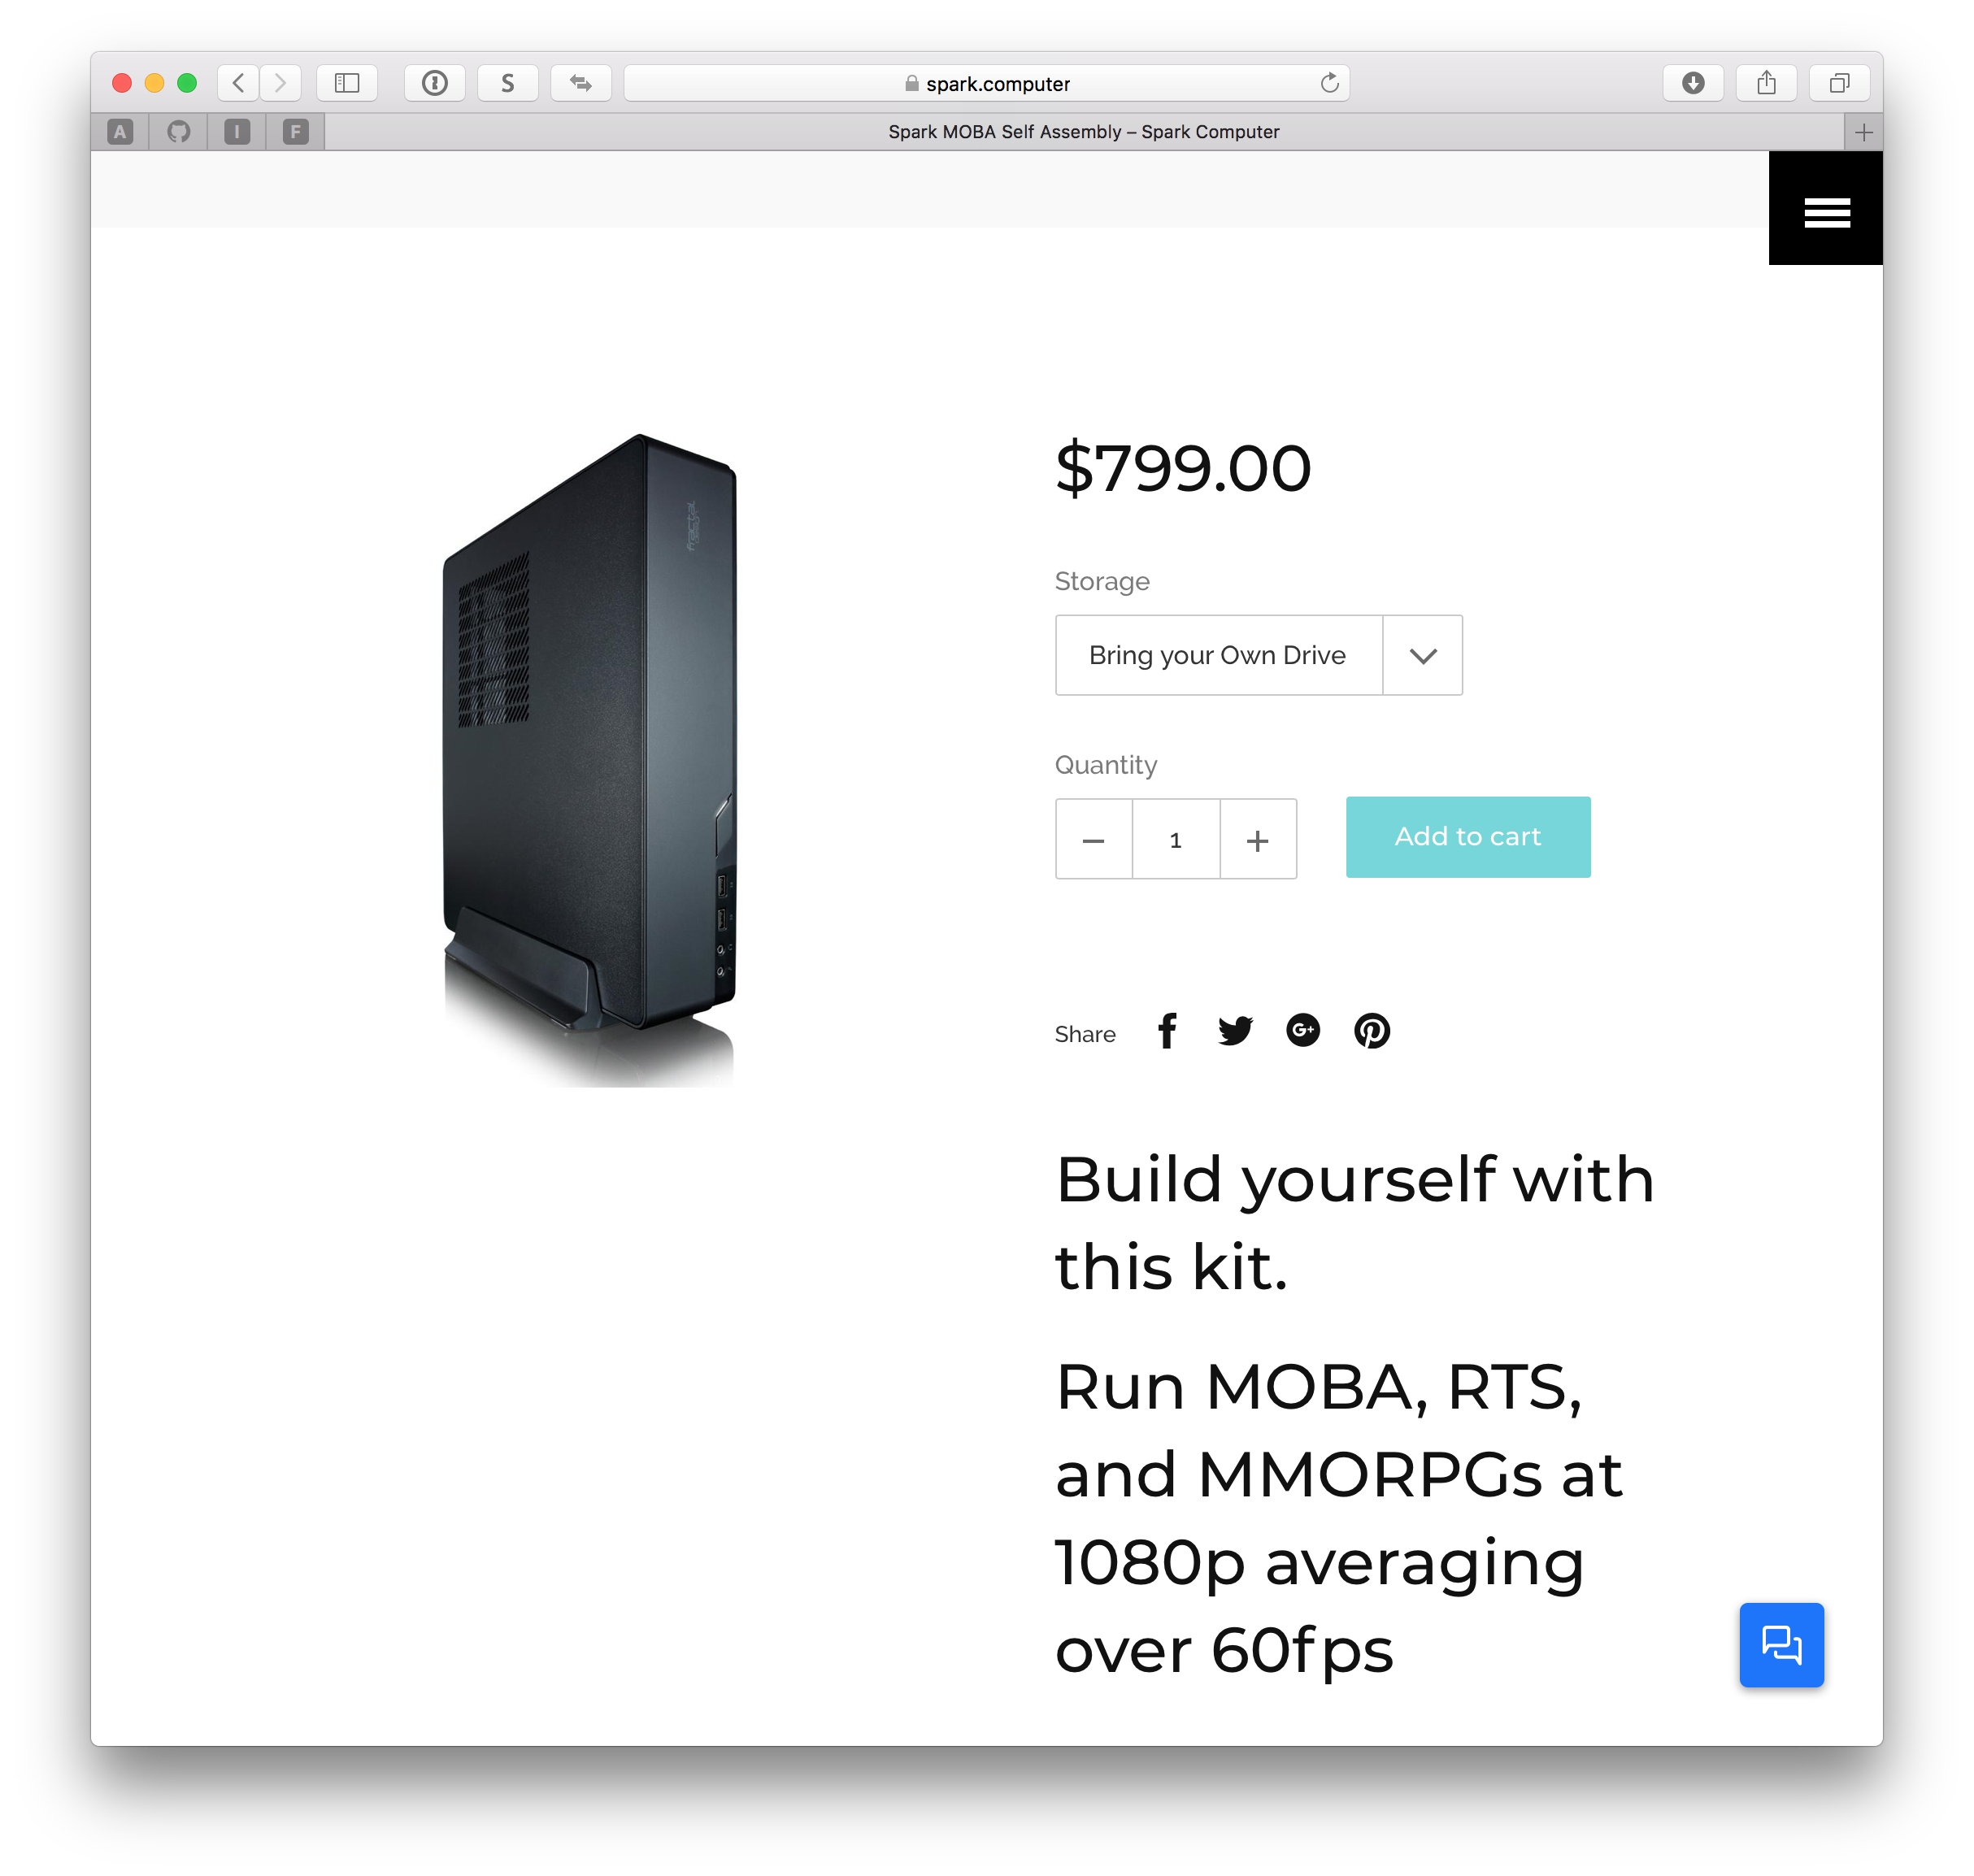 S
spark.computer
A
I
F
Spark MOBA Self Assembly – Spark Computer
fractal
$799.00
Storage
Bring your Own Drive
Quantity
1
Add to cart
Share
G+
Build yourself with
this kit.
Run MOBA, RTS,
and MMORPGs at
1080p averaging
over 60fps